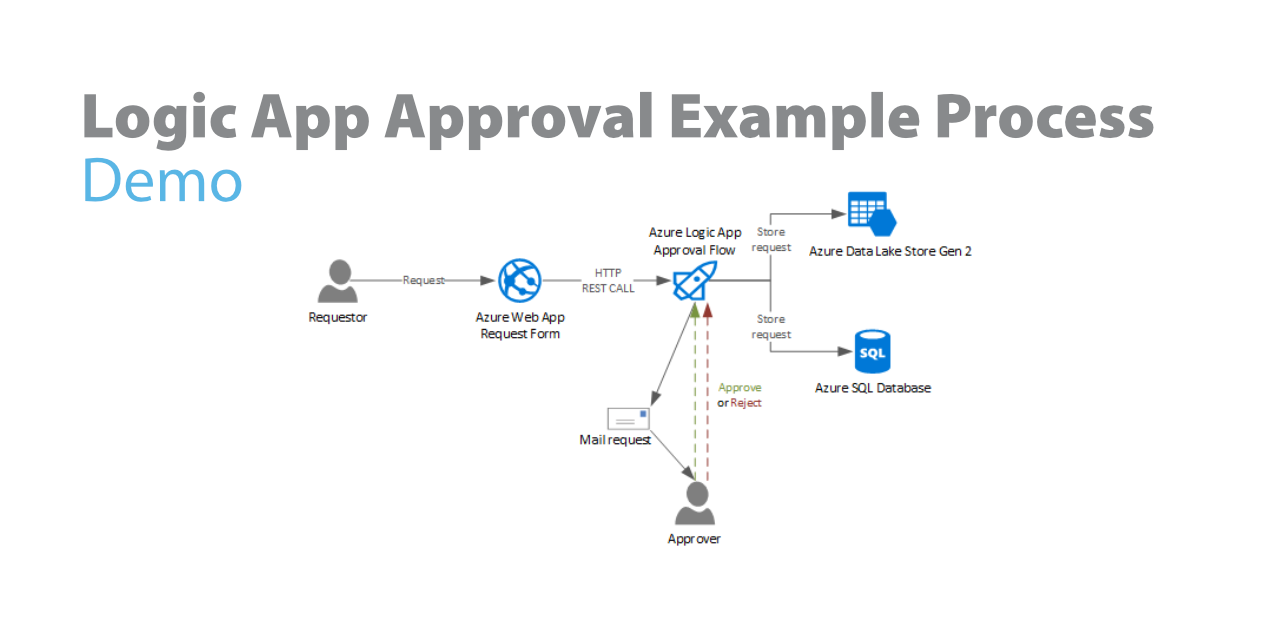 Logic App Approval Example Process
Demo
Azure Logic App
Approval Flow
Store
request
Azure Data Lake Store Gen 2
Request
HTTP
REST CALL
Requestor
Azure Web App
Request Form
Store
request
SQL
Azure SQL Database
Approve
or Reject
Mail request
Approver